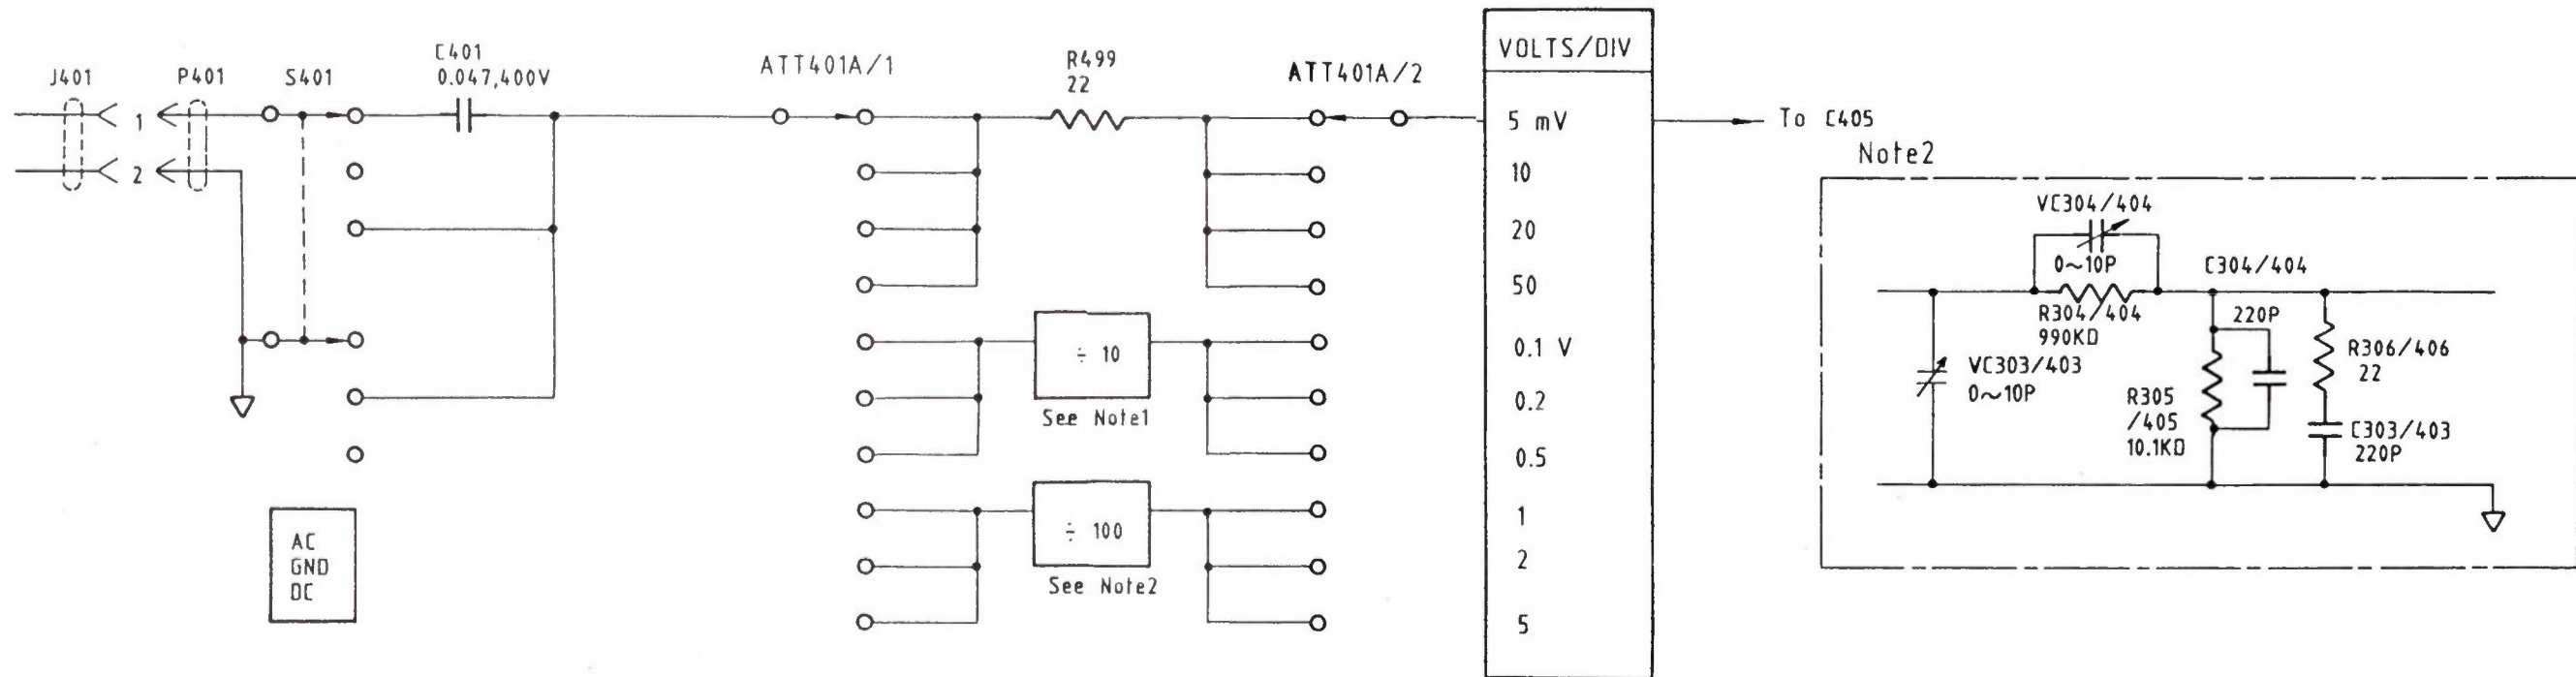 J401
P401
S401
C401
0.047,400V
1
2
AC
GND
DC
ATT401A/1
R499
22
ATT401A/2
÷ 10
See Note1
÷ 100
See Note2
VOLTS/DIV
5 mV
10
20
50
0.1 V
0.2
0.5
1
2
5
To C405
Note2
VC304/404
0~10P
R304/404
990KD
C304/404
220P
VC303/403
0~10P
R305
/405
10.1KD
R306/406
22
C303/403
220P